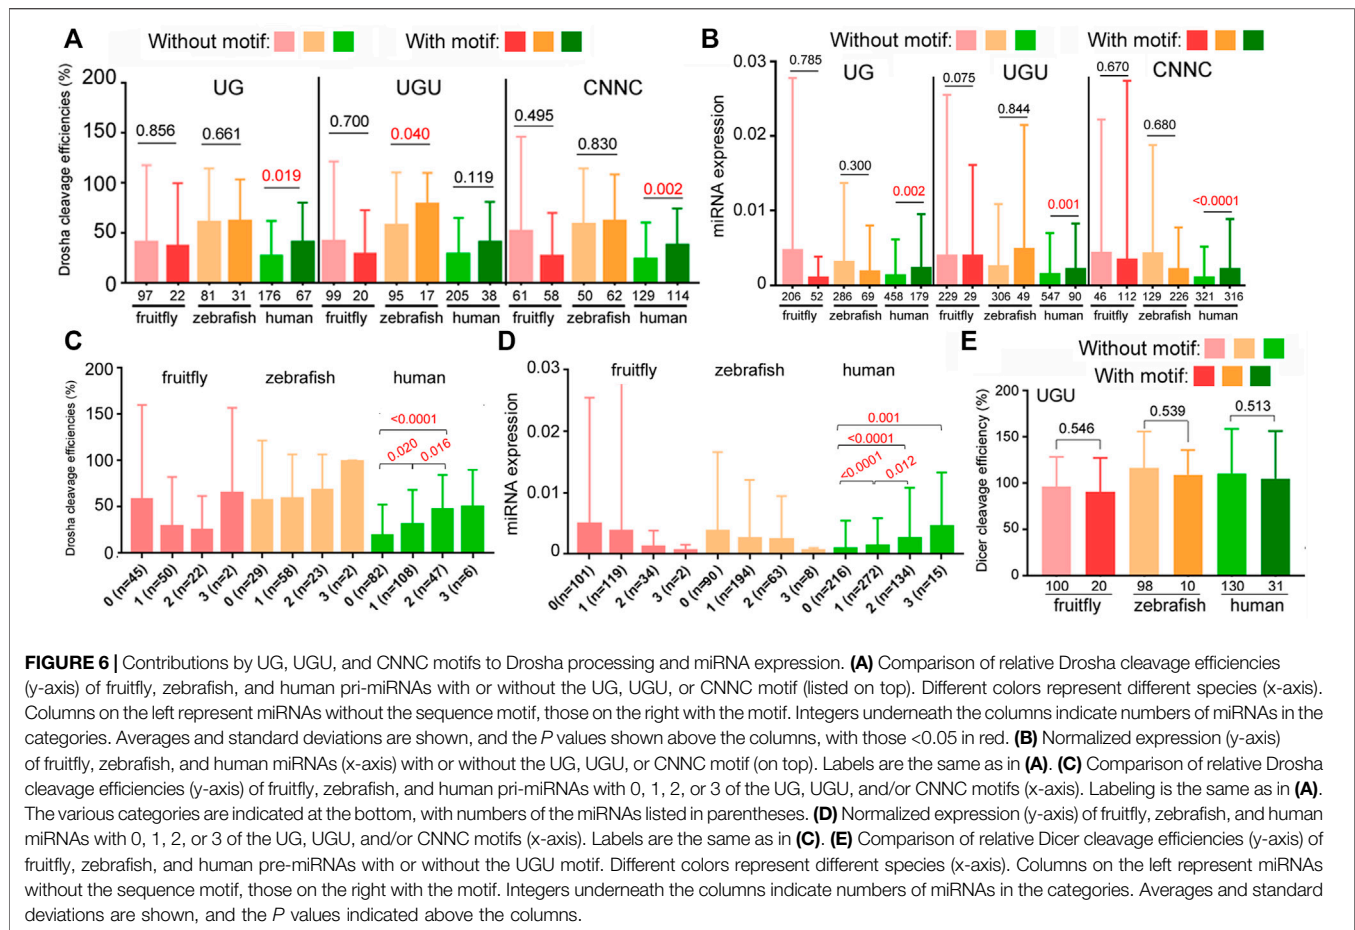 A Without motif: With motif:
Drosha cleavage efficiencies (%)
200
150
100
50
0
UG UGU CNNC
0.856 0.661 0.019 0.700 0.040 0.119 0.495 0.830 0.002
97 22 81 31 176 67 99 20 95 17 205 38 61 58 50 62 129 114
fruitfly zebrafish human fruitfly zebrafish human fruitfly zebrafish human
B Without motif: With motif:
miRNA expression
0.03
0.02
0.01
0
UG UGU CNNC
0.785 0.300 0.002 0.075 0.844 0.001 0.670 0.680 <0.0001
206 52 286 69 458 179 229 29 306 49 547 90 46 112 129 226 321 316
fruitfly zebrafish human fruitfly zebrafish human fruitfly zebrafish human
C
Drosha cleavage efficiencies (%)
200
150
100
50
0
fruitfly zebrafish human
<0.0001
0.020 0.016
0 (n=45) 1 (n=50) 2 (n=22) 3 (n=2) 0 (n=29) 1 (n=58) 2 (n=23) 3 (n=2) 0 (n=82) 1 (n=108) 2 (n=47) 3 (n=6)
D
miRNA expression
0.03
0.02
0.01
0
fruitfly zebrafish human
0.001
<0.0001
<0.0001 0.012
0(n=101) 1 (n=119) 2 (n=34) 3 (n=2) 0 (n=90) 1 (n=194) 2 (n=63) 3 (n=8) 0 (n=216) 1 (n=272) 2 (n=134) 3 (n=15)
E Without motif:
With motif:
Dicer cleavage efficiency (%)
200
150
100
50
0
UGU
0.546 0.539 0.513
100 20 98 10 130 31
fruitfly zebrafish human
FIGURE 6 | Contributions by UG, UGU, and CNNC motifs to Drosha processing and miRNA expression. (A) Comparison of relative Drosha cleavage efficiencies
(y-axis) of fruitfly, zebrafish, and human pri-miRNAs with or without the UG, UGU, or CNNC motif (listed on top). Different colors represent different species (x-axis).
Columns on the left represent miRNAs without the sequence motif, those on the right with the motif. Integers underneath the columns indicate numbers of miRNAs in the
categories. Averages and standard deviations are shown, and the P values shown above the columns, with those <0.05 in red. (B) Normalized expression (y-axis)
of fruitfly, zebrafish, and human miRNAs (x-axis) with or without the UG, UGU, or CNNC motif (on top). Labels are the same as in (A). (C) Comparison of relative Drosha
cleavage efficiencies (y-axis) of fruitfly, zebrafish, and human pri-miRNAs with 0, 1, 2, or 3 of the UG, UGU, and/or CNNC motifs (x-axis). Labeling is the same as in (A).
The various categories are indicated at the bottom, with numbers of the miRNAs listed in parentheses. (D) Normalized expression (y-axis) of fruitfly, zebrafish, and human
miRNAs with 0, 1, 2, or 3 of the UG, UGU, and/or CNNC motifs (x-axis). Labels are the same as in (C). (E) Comparison of relative Dicer cleavage efficiencies (y-axis) of
fruitfly, zebrafish, and human pre-miRNAs with or without the UGU motif. Different colors represent different species (x-axis). Columns on the left represent miRNAs
without the sequence motif, those on the right with the motif. Integers underneath the columns indicate numbers of miRNAs in the categories. Averages and standard
deviations are shown, and the P values indicated above the columns.